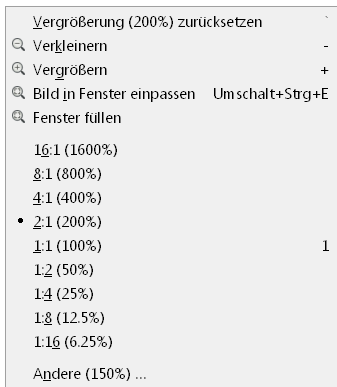 Vergrößerung (200%) zurücksetzen `
Verkleinern -
Vergrößern +
Bild in Fenster einpassen Umschalt+Strg+E
Fenster füllen
16:1 (1600%)
8:1 (800%)
4:1 (400%)
2:1 (200%)
1:1 (100%) 1
1:2 (50%)
1:4 (25%)
1:8 (12.5%)
1:16 (6.25%)
Andere (150%) ...